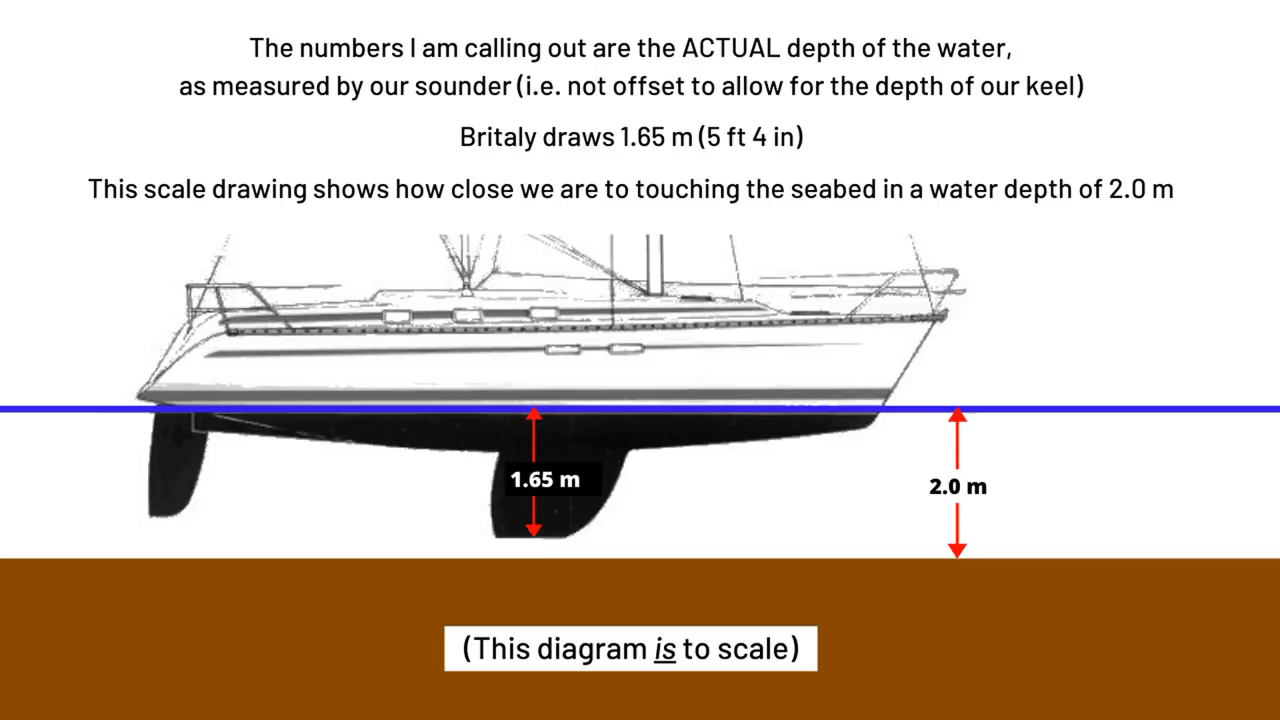 The numbers I am calling out are the ACTUAL depth of the water,
as measured by our sounder (i.e. not offset to allow for the depth of our keel)
Britaly draws 1.65 m (5 ft 4 in)
This scale drawing shows how close we are to touching the seabed in a water depth of 2.0 m
1.65 m
2.0 m
(This diagram is to scale)